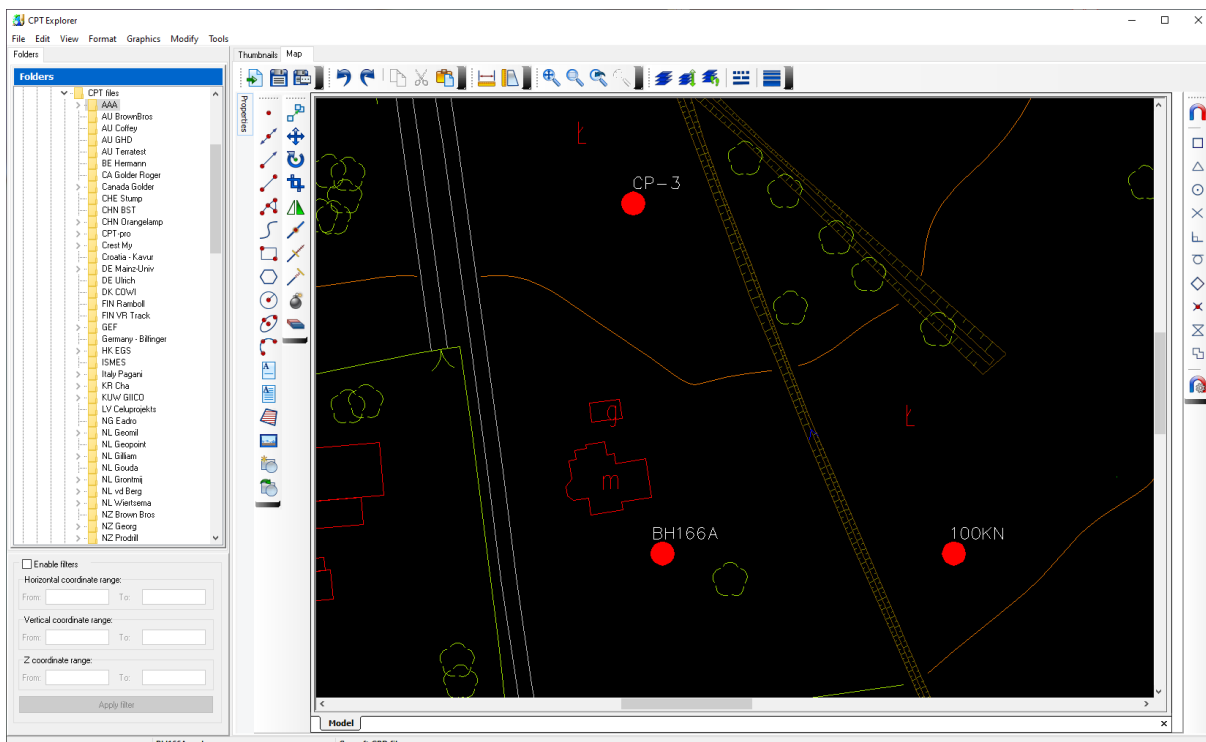 CPT Explorer
File Edit View Format Graphics Modify Tools
Folders
Thumbnails Map
Folders
Properties
CPT files
AAA
AU BrownBros
AU Coffey
AU GHD
AU Terratest
BE Hermann
CA Golder Roger
Canada Golder
CHE Stump
CHN BST
CHN Orangelamp
CPT-pro
Crest My
Croatia - Kavur
DE Mainz-Univ
DE Ulrich
DK COWI
FIN Ramboll
FIN VR Track
GEF
Germany - Bilfinger
HK EGS
ISMES
Italy Pagani
KR Cha
KUW GIICO
LV Celuprojekts
NG Eadro
NL Geomil
NL Geopoint
NL Gilliam
NL Gouda
NL Grontmij
NL vd Berg
NL Wiertsema
NZ Brown Bros
NZ Georg
NZ Prodrill
Enable filters
Horizontal coordinate range:
From: To:
Vertical coordinate range:
From: To:
Z coordinate range:
From: To:
Apply filter
Ł
CP-3
g
Ł
m
BH166A
100KN
Model